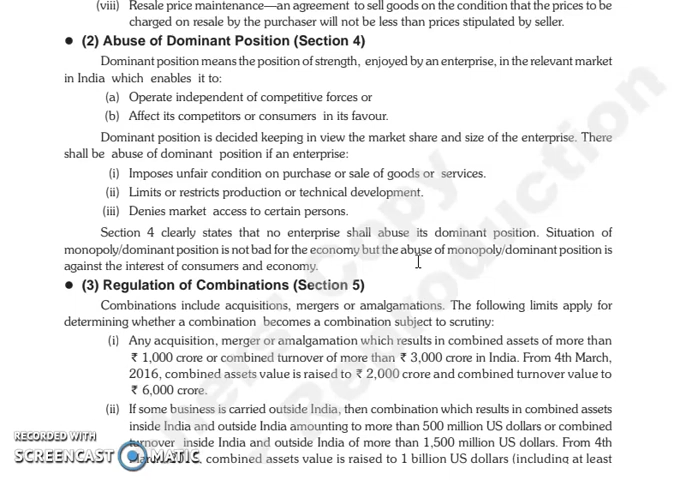 (viii) Resale price maintenance—an agreement to sell goods on the condition that the prices to be
charged on resale by the purchaser will not be less than prices stipulated by seller.
● (2) Abuse of Dominant Position (Section 4)
Dominant position means the position of strength, enjoyed by an enterprise, in the relevant market
in India which enables it to:
(a) Operate independent of competitive forces or
(b) Affect its competitors or consumers in its favour.
Dominant position is decided keeping in view the market share and size of the enterprise. There
shall be abuse of dominant position if an enterprise:
(i) Imposes unfair condition on purchase or sale of goods or services.
(ii) Limits or restricts production or technical development.
(iii) Denies market access to certain persons.
Section 4 clearly states that no enterprise shall abuse its dominant position. Situation of
monopoly/dominant position is not bad for the economy but the abuse of monopoly/dominant position is
against the interest of consumers and economy.
● (3) Regulation of Combinations (Section 5)
Combinations include acquisitions, mergers or amalgamations. The following limits apply for
determining whether a combination becomes a combination subject to scrutiny:
(i) Any acquisition, merger or amalgamation which results in combined assets of more than
₹ 1,000 crore or combined turnover of more than ₹ 3,000 crore in India. From 4th March,
2016, combined assets value is raised to ₹ 2,000 crore and combined turnover value to
₹ 6,000 crore.
(ii) If some business is carried outside India, then combination which results in combined assets
inside India and outside India amounting to more than 500 million US dollars or combined
turnover inside India and outside India of more than 1,500 million US dollars. From 4th
combined assets value is raised to 1 billion US dollars (including at least
Copy
Reproduction
RECORDED WITH
SCREENCAST MATIC